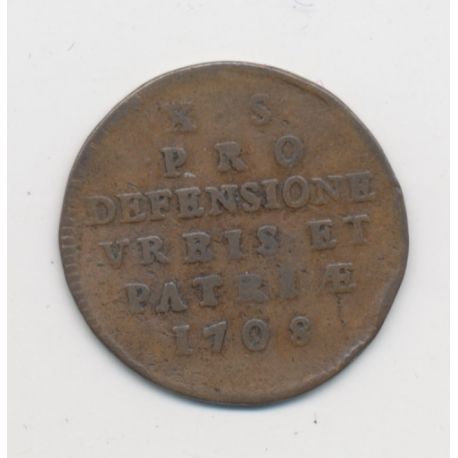 X S
PRO
DEFENSIONE
VRBIS ET
PATRIÆ
1708